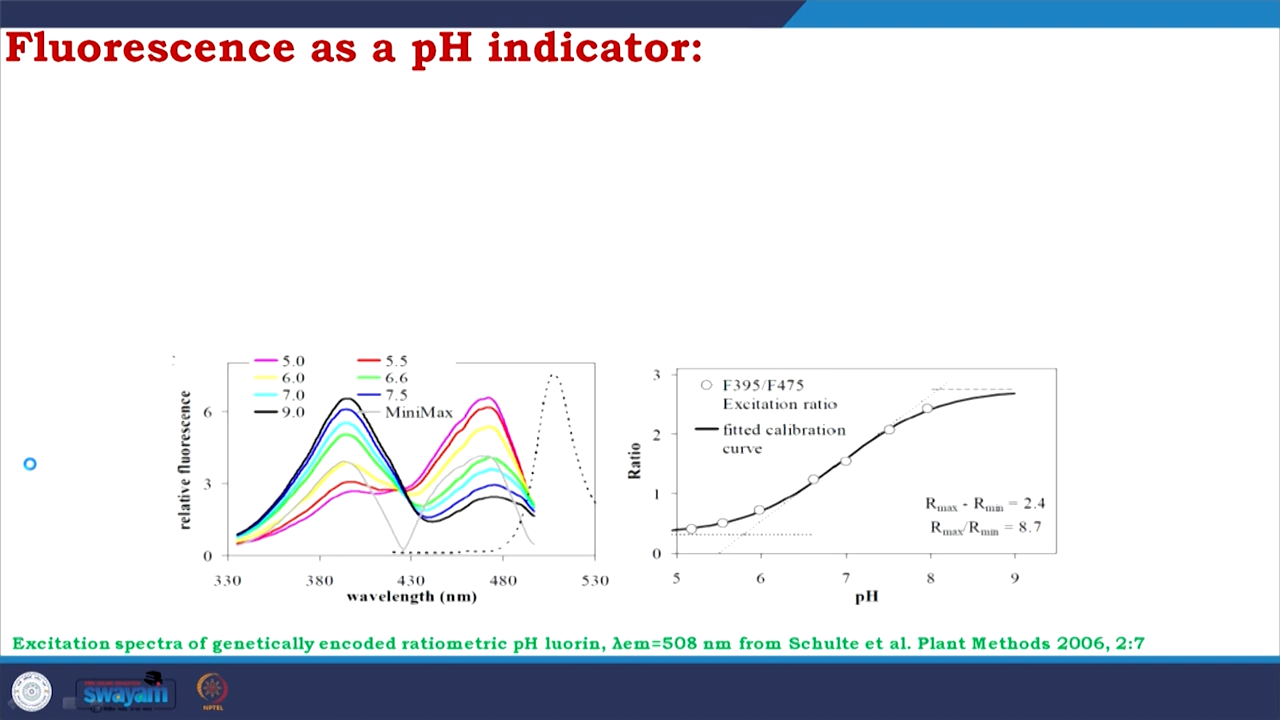 Fluorescence as a pH indicator:
5.0 5.5
6.0 6.6
7.0 7.5
9.0 MiniMax
relative fluorescence
6
3
0
330 380 430 480 530
wavelength (nm)
F395/F475
Excitation ratio
fitted calibration
curve
Rmax - Rmin = 2.4
Rmax/Rmin = 8.7
Ratio
3
2
1
0
5 6 7 8 9
pH
Excitation spectra of genetically encoded ratiometric pH luorin, λem=508 nm from Schulte et al. Plant Methods 2006, 2:7
swayam
NPTEL